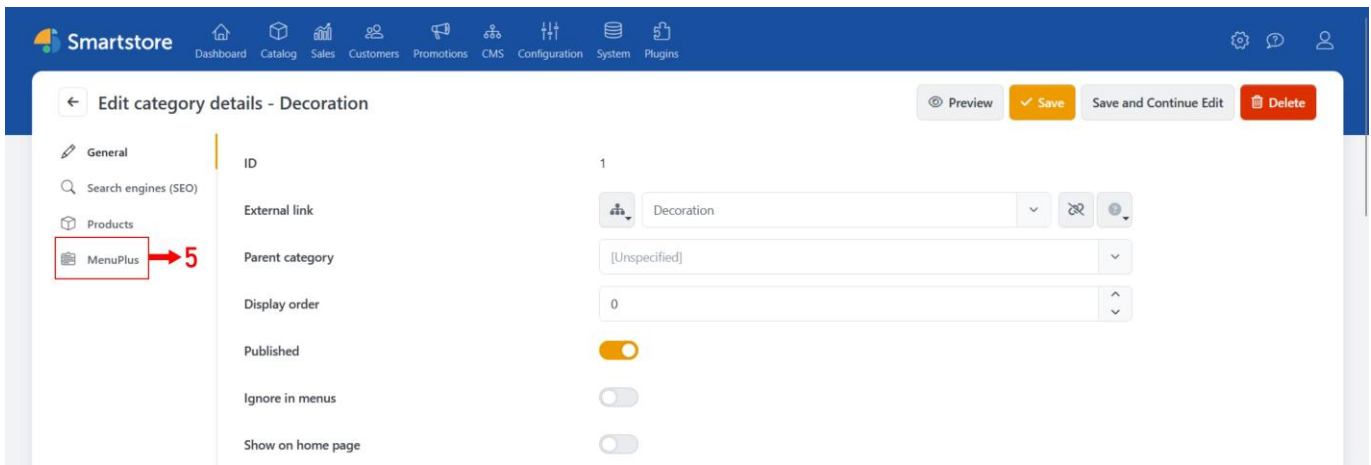 Smartstore
Dashboard Catalog Sales Customers Promotions CMS Configuration System Plugins
Edit category details - Decoration
Preview Save Save and Continue Edit Delete
General
Search engines (SEO)
Products
MenuPlus 5
ID 1
External link Decoration
Parent category [Unspecified]
Display order 0
Published
Ignore in menus
Show on home page